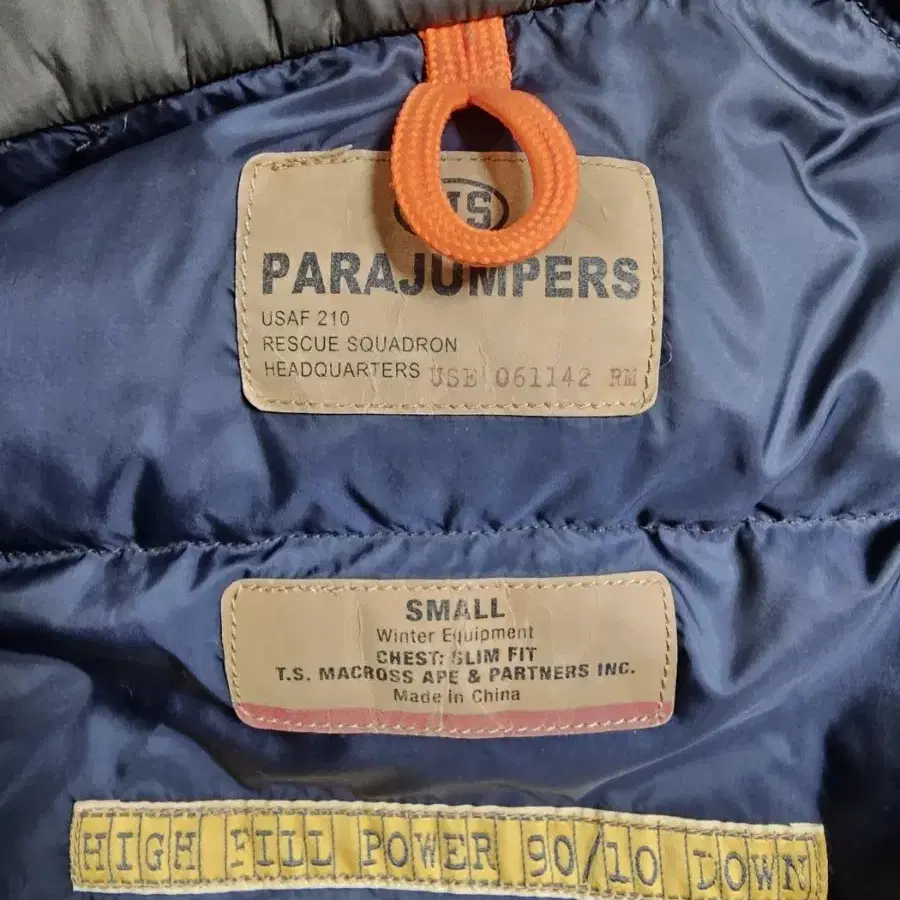 PARAJUMPERS
USAF 210
RESCUE SQUADRON
HEADQUARTERS USE 061142 RM
SMALL
Winter Equipment
CHEST: SLIM FIT
T.S. MACROSS APE & PARTNERS INC.
Made in China
HIGH FILL POWER 90/10 DOWN